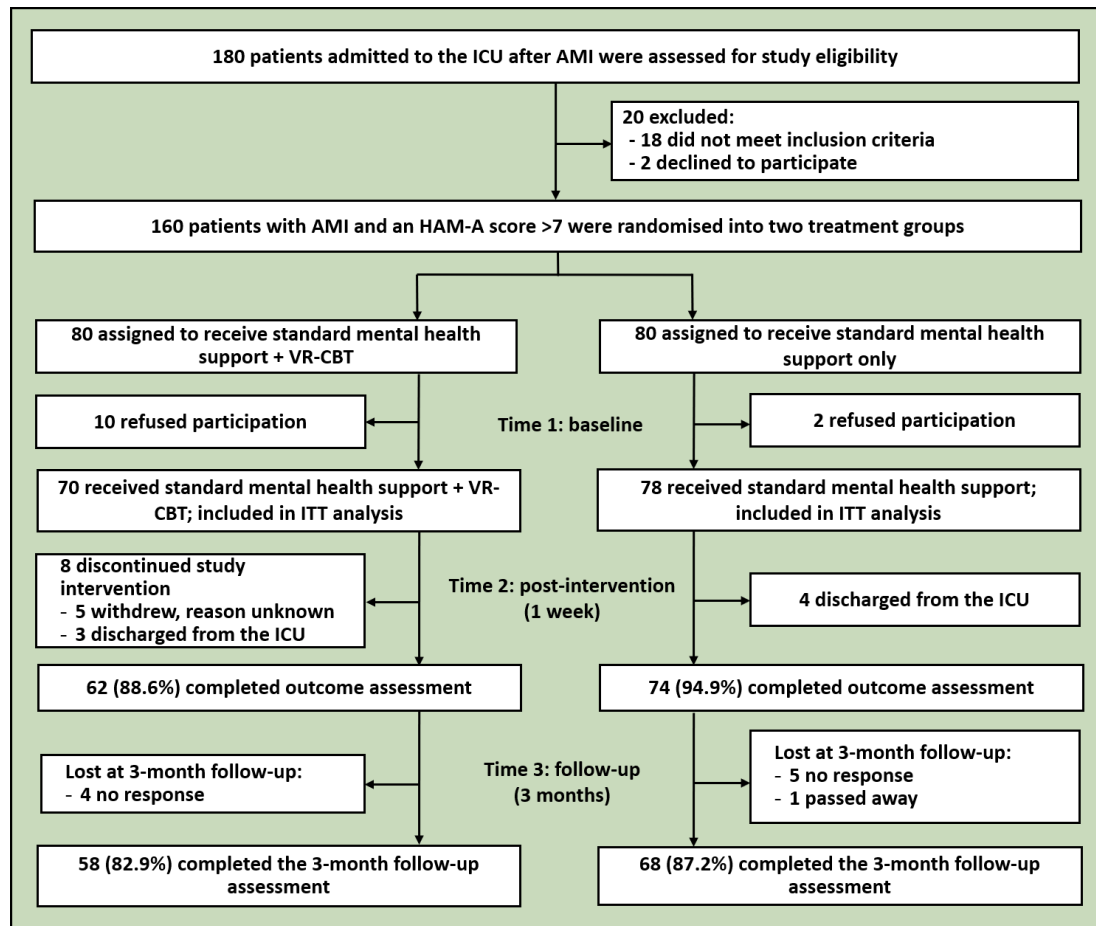 180 patients admitted to the ICU after AMI were assessed for study eligibility
20 excluded:
- 18 did not meet inclusion criteria
- 2 declined to participate
160 patients with AMI and an HAM-A score >7 were randomised into two treatment groups
80 assigned to receive standard mental health
support + VR-CBT
80 assigned to receive standard mental health
support only
10 refused participation
Time 1: baseline
2 refused participation
70 received standard mental health support + VR-
CBT; included in ITT analysis
78 received standard mental health support;
included in ITT analysis
8 discontinued study
intervention
- 5 withdrew, reason unknown
- 3 discharged from the ICU
Time 2: post-intervention
(1 week)
4 discharged from the ICU
62 (88.6%) completed outcome assessment
74 (94.9%) completed outcome assessment
Lost at 3-month follow-up:
- 4 no response
Time 3: follow-up
(3 months)
Lost at 3-month follow-up:
- 5 no response
- 1 passed away
58 (82.9%) completed the 3-month follow-up
assessment
68 (87.2%) completed the 3-month follow-up
assessment